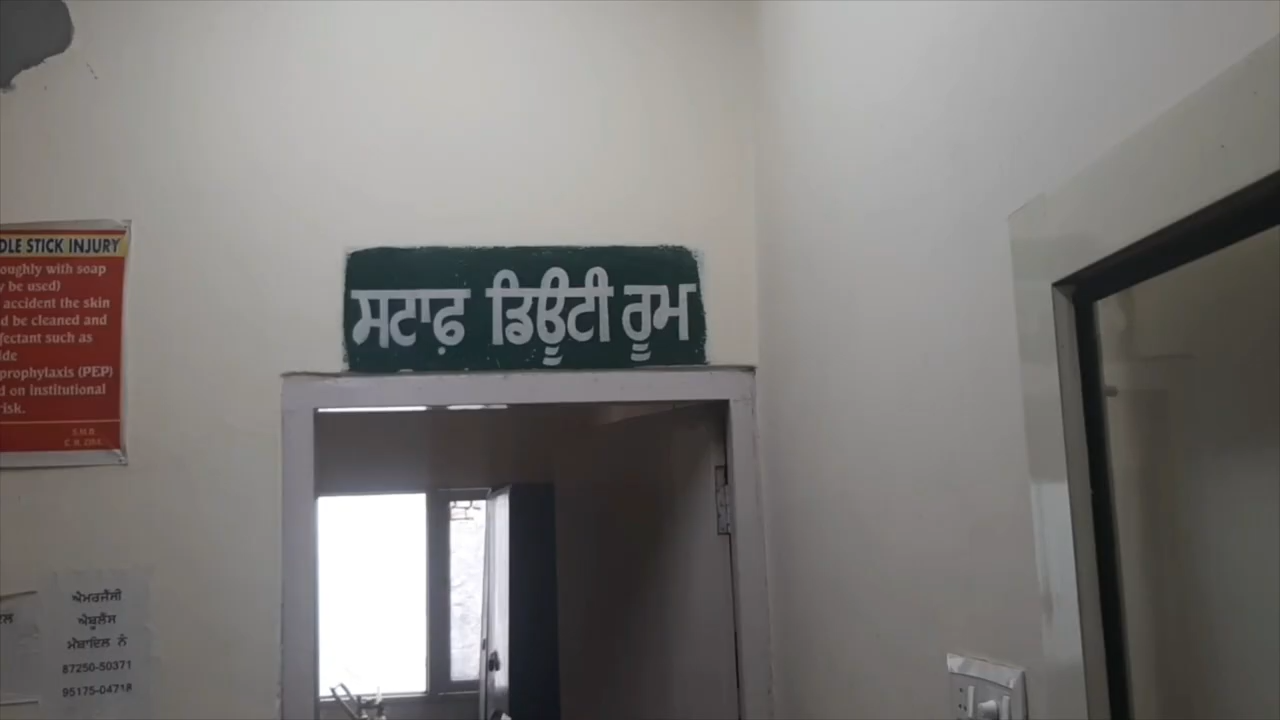 DLE STICK INJURY
oughly with soap
y be used)
accident the skin
d be cleaned and
fectant such as
ide
prophylaxis (PEP)
d on institutional
risk.
ਸਟਾਫ਼ ਡਿਊਟੀ ਰੂਮ
ਐਮਰਜੈਂਸੀ
ਐਂਬੂਲੈਂਸ
ਮੋਬਾਇਲ ਨੰ
87250-50371
95175-04718